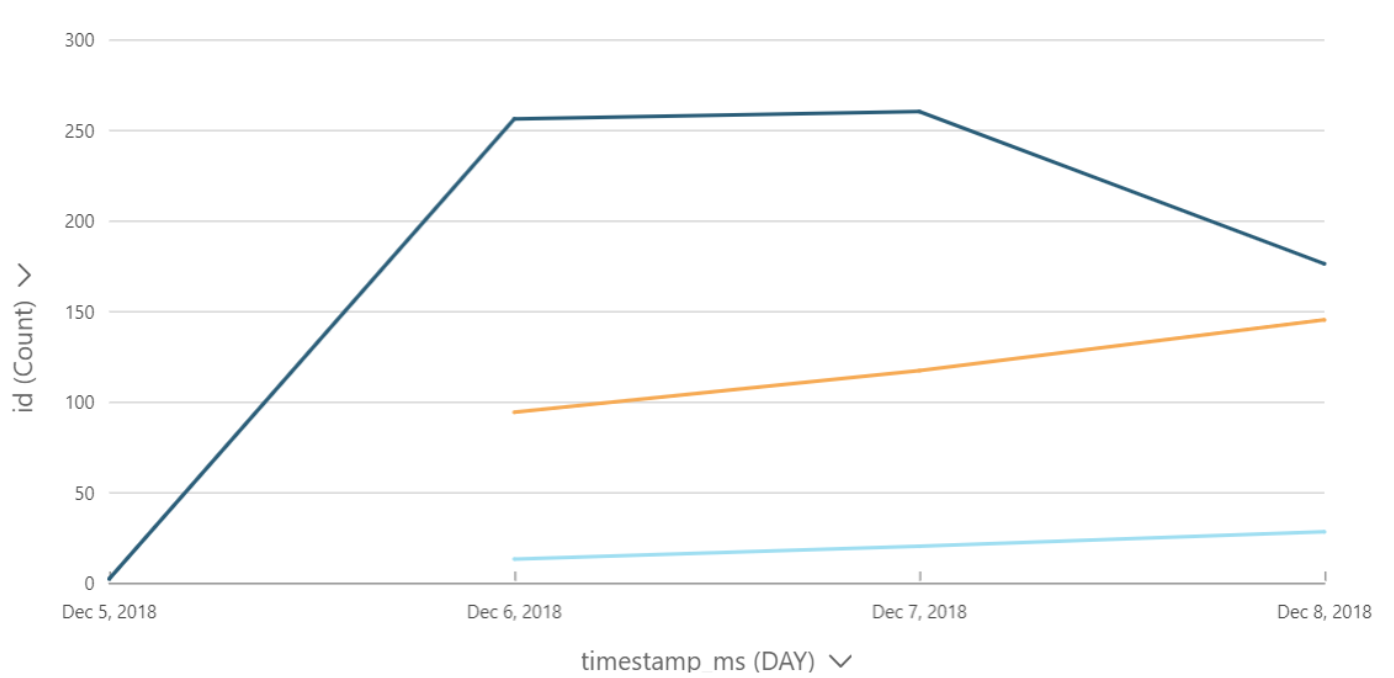 300
250
200
150
100
50
0
id (Count)
Dec 5, 2018
Dec 6, 2018
Dec 7, 2018
Dec 8, 2018
timestamp_ms (DAY)